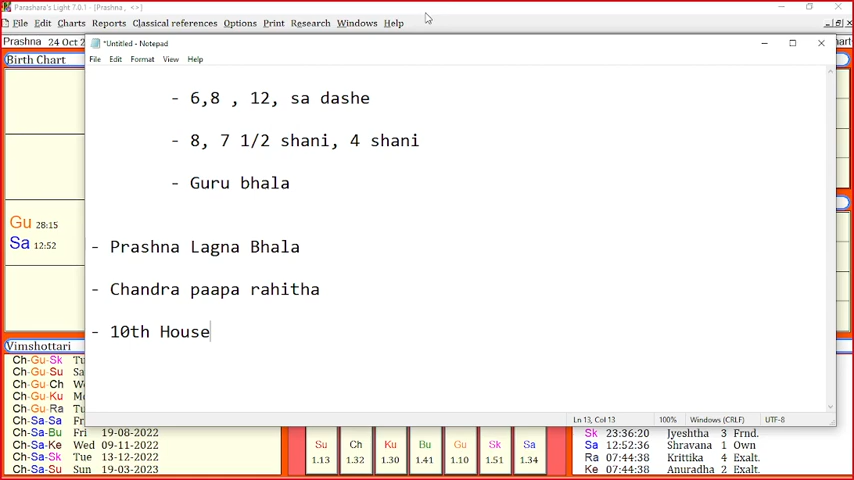 Parashara's Light 7.0.1 - [Prashna , <>]
File Edit Charts Reports Classical references Options Print Research Windows Help
Prashna 24 Oct 2
Birth Chart
*Untitled - Notepad
File Edit Format View Help
- 6,8 , 12, sa dashe
- 8, 7 1/2 shani, 4 shani
- Guru bhala
Gu 28:15
Sa 12:52
- Prashna Lagna Bhala
- Chandra paapa rahitha
- 10th House
Ln 13, Col 13 100% Windows (CRLF) UTF-8
Vimshottari
Ch-Gu-Sk Tu
Ch-Gu-Su Sa
Ch-Gu-Ch We
Ch-Gu-Ku Mo
Ch-Gu-Ra Tu
Ch-Sa-Sa Fr
Ch-Sa-Bu Fri 19-08-2022
Ch-Sa-Ke Wed 09-11-2022
Ch-Sa-Sk Tue 13-12-2022
Ch-Sa-Su Sun 19-03-2023
Su Ch Ku Bu Gu Sk Sa
1.13 1.32 1.30 1.41 1.10 1.51 1.34
Sk 23:36:20 Jyeshtha 3 Frnd.
Sa 12:52:36 Shravana 1 Own
Ra 07:44:38 Krittika 4 Exalt.
Ke 07:44:38 Anuradha 2 Exalt.